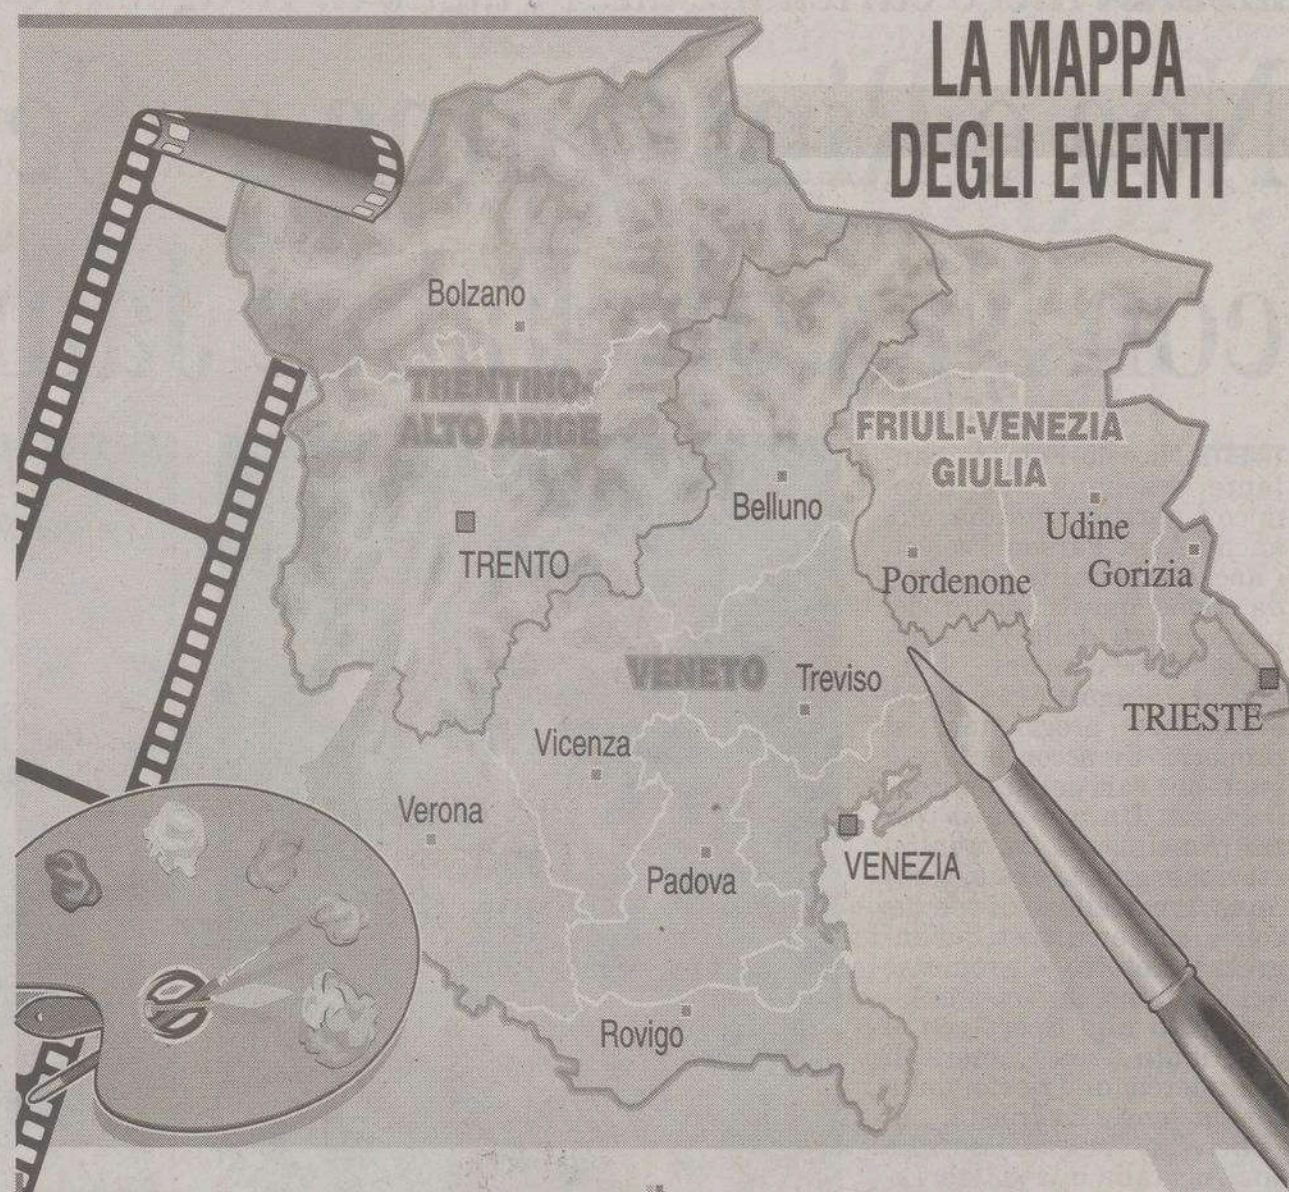 LA MAPPA
DEGLI EVENTI
Bolzano
TRENTINO-
ALTO ADIGE
FRIULI-VENEZIA
GIULIA
Belluno
Udine
TRENTO
Pordenone
Gorizia
VENETO
Treviso
TRIESTE
Vicenza
Verona
Padova
VENEZIA
Rovigo